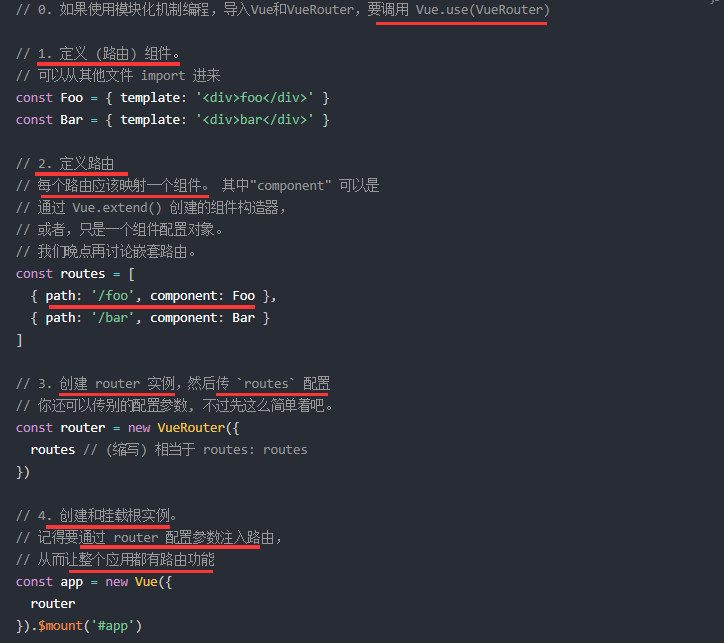 // 0. 如果使用模块化机制编程，导入Vue和VueRouter，要调用 Vue.use(VueRouter)
// 1. 定义 (路由) 组件。
// 可以从其他文件 import 进来
const Foo = { template: '<div>foo</div>' }
const Bar = { template: '<div>bar</div>' }
// 2. 定义路由
// 每个路由应该映射一个组件。 其中"component" 可以是
// 通过 Vue.extend() 创建的组件构造器，
// 或者，只是一个组件配置对象。
// 我们晚点再讨论嵌套路由。
const routes = [
  { path: '/foo', component: Foo },
  { path: '/bar', component: Bar }
]
// 3. 创建 router 实例，然后传 `routes` 配置
// 你还可以传别的配置参数, 不过先这么简单着吧。
const router = new VueRouter({
  routes // (缩写) 相当于 routes: routes
})
// 4. 创建和挂载根实例。
// 记得要通过 router 配置参数注入路由，
// 从而让整个应用都有路由功能
const app = new Vue({
  router
}).$mount('#app')